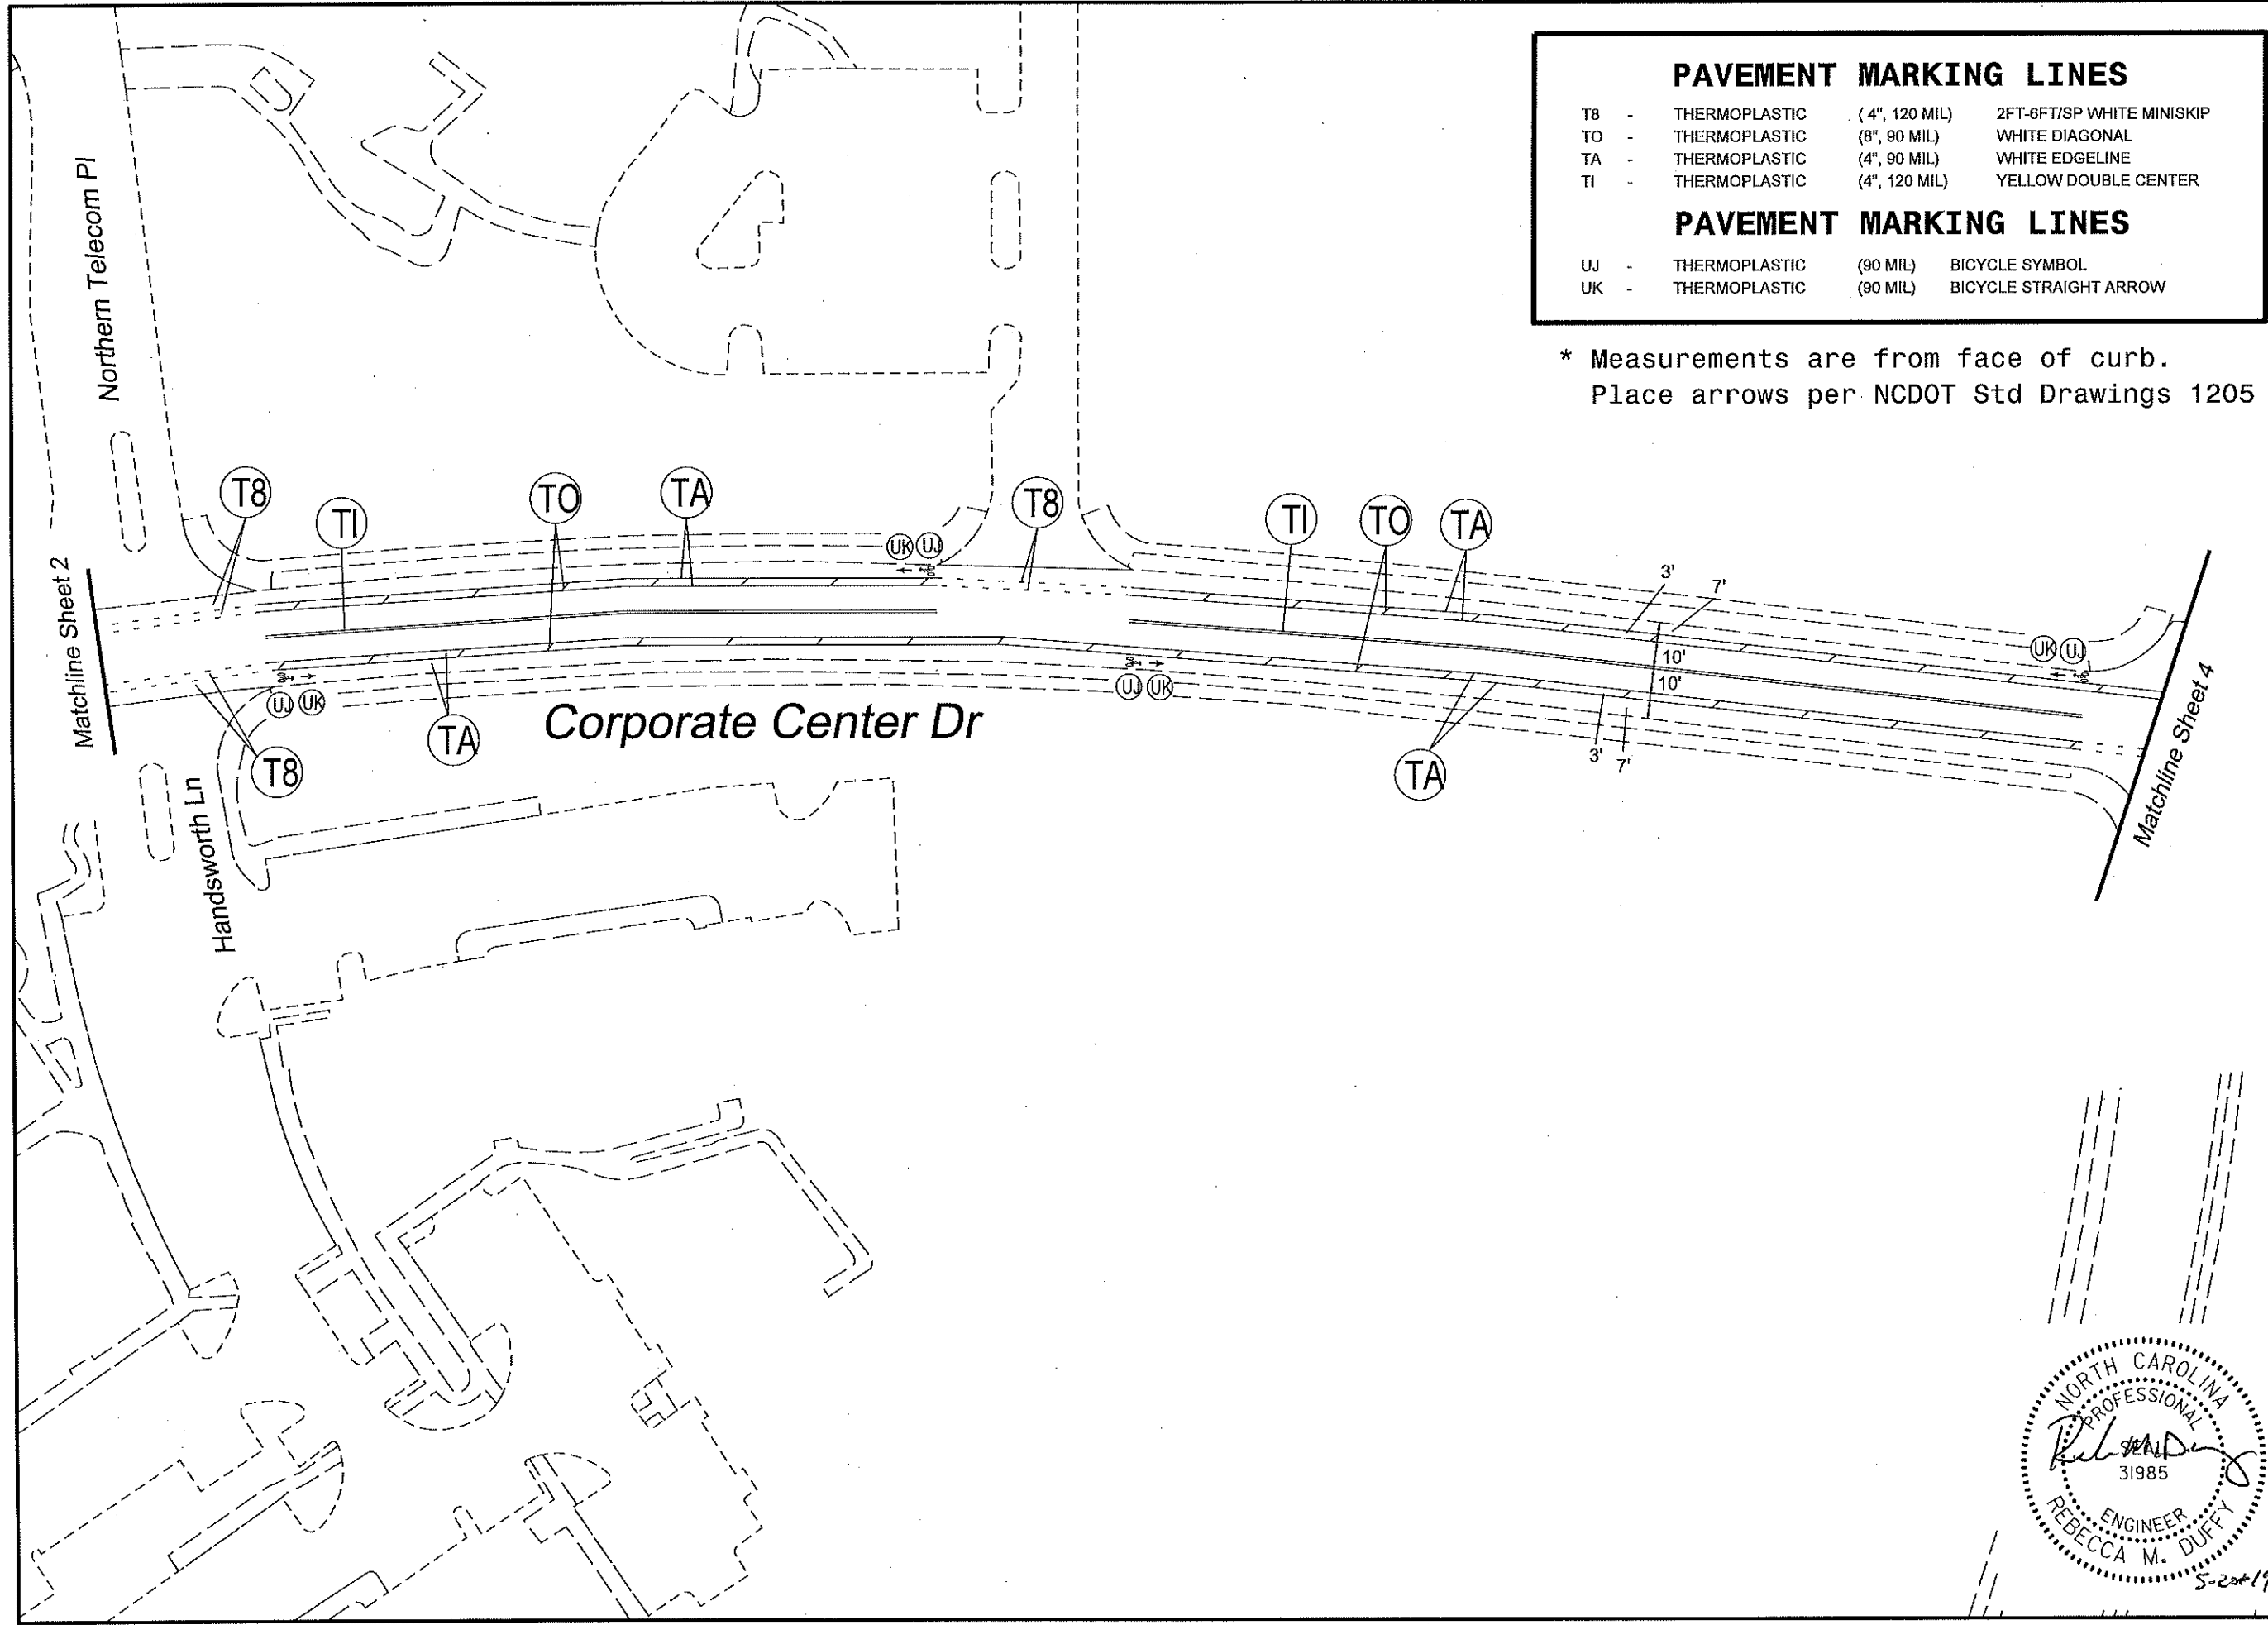 PAVEMENT MARKING LINES
T8 - THERMOPLASTIC ( 4", 120 MIL) 2FT-6FT/SP WHITE MINISKIP
TO - THERMOPLASTIC (8", 90 MIL) WHITE DIAGONAL
TA - THERMOPLASTIC (4", 90 MIL) WHITE EDGELINE
TI - THERMOPLASTIC (4", 120 MIL) YELLOW DOUBLE CENTER
PAVEMENT MARKING LINES
UJ - THERMOPLASTIC (90 MIL) BICYCLE SYMBOL
UK - THERMOPLASTIC (90 MIL) BICYCLE STRAIGHT ARROW
* Measurements are from face of curb.
Place arrows per NCDOT Std Drawings 1205
Northern Telecom Pl
Matchline Sheet 2
T8
TI
TO
TA
UK UJ
T8
TI
TO
TA
3'
7'
10'
10'
UK UJ
UJ UK
T8
TA
Corporate Center Dr
UJ UK
TA
3'
7'
Matchline Sheet 4
Handsworth Ln
NORTH CAROLINA
PROFESSIONAL
SEAL
31985
ENGINEER
REBECCA M. DUFFY